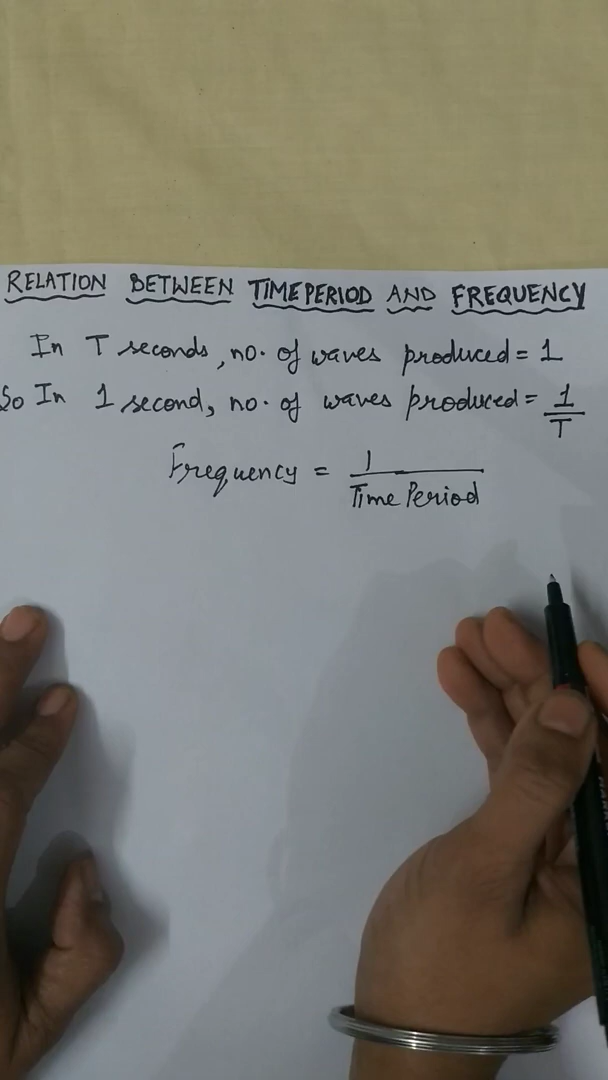 RELATION BETWEEN TIME PERIOD AND FREQUENCY
In T seconds, no. of waves produced = 1
So In 1 second, no. of waves produced = 1/T
Frequency = 1/Time Period